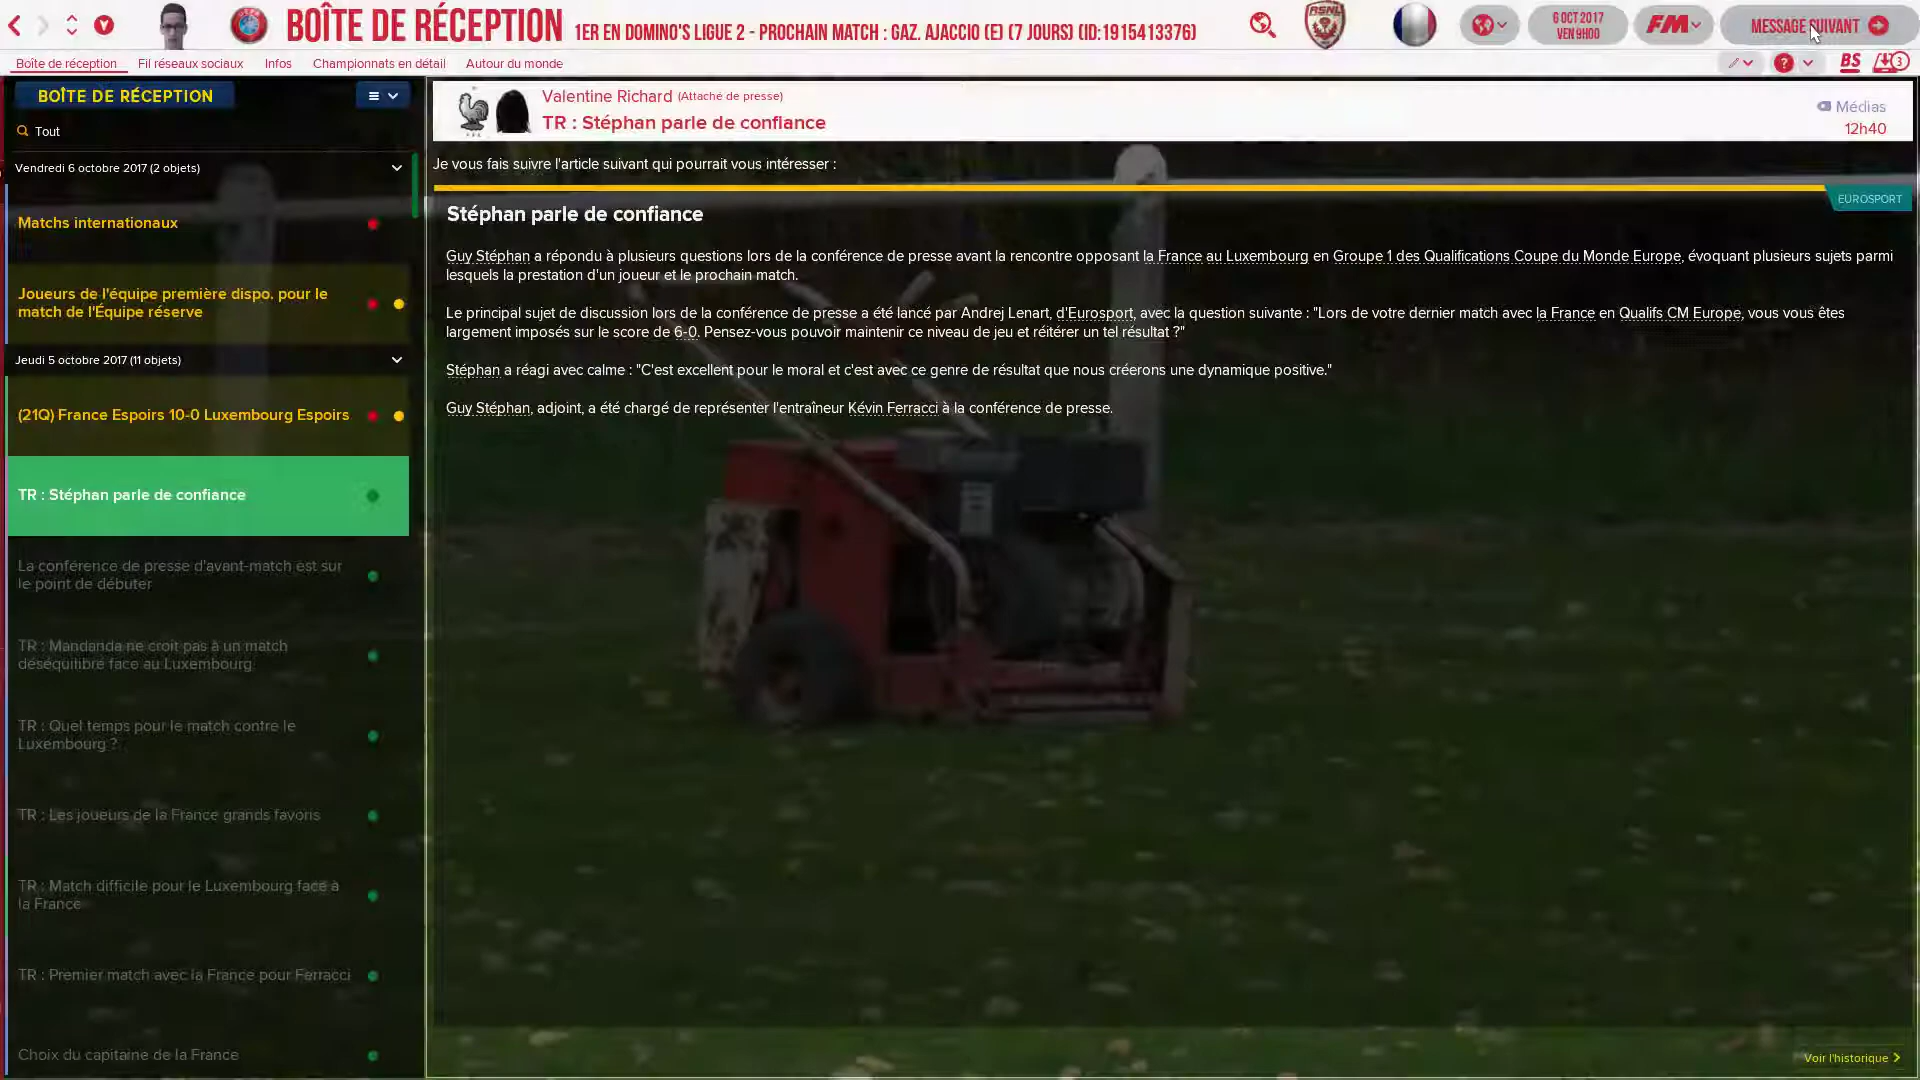 BOÎTE DE RÉCEPTION
1ER EN DOMINO'S LIGUE 2 - PROCHAIN MATCH : GAZ. AJACCIO (E) (7 JOURS) (ID:1915413376)
RSNL
6 OCT 2017
VEN 9H00
FM
MESSAGE SUIVANT
Boîte de réception
Fil réseaux sociaux
Infos
Championnats en détail
Autour du monde
?
BS
3
BOÎTE DE RÉCEPTION
Tout
Vendredi 6 octobre 2017 (2 objets)
Matchs internationaux
Joueurs de l'équipe première dispo. pour le
match de l'Équipe réserve
Jeudi 5 octobre 2017 (11 objets)
(21Q) France Espoirs 10-0 Luxembourg Espoirs
TR : Stéphan parle de confiance
La conférence de presse d'avant-match est sur
le point de débuter
TR : Mandanda ne croit pas à un match
déséquilibré face au Luxembourg
TR : Quel temps pour le match contre le
Luxembourg ?
TR : Les joueurs de la France grands favoris
TR : Match difficile pour le Luxembourg face à
la France
TR : Premier match avec la France pour Ferracci
Choix du capitaine de la France
Valentine Richard (Attaché de presse)
TR : Stéphan parle de confiance
Médias
12h40
Je vous fais suivre l'article suivant qui pourrait vous intéresser :
EUROSPORT
Stéphan parle de confiance
Guy Stéphan a répondu à plusieurs questions lors de la conférence de presse avant la rencontre opposant la France au Luxembourg en Groupe 1 des Qualifications Coupe du Monde Europe, évoquant plusieurs sujets parmi
lesquels la prestation d'un joueur et le prochain match.
Le principal sujet de discussion lors de la conférence de presse a été lancé par Andrej Lenart, d'Eurosport, avec la question suivante : "Lors de votre dernier match avec la France en Qualifs CM Europe, vous vous êtes
largement imposés sur le score de 6-0. Pensez-vous pouvoir maintenir ce niveau de jeu et réitérer un tel résultat ?"
Stéphan a réagi avec calme : "C'est excellent pour le moral et c'est avec ce genre de résultat que nous créerons une dynamique positive."
Guy Stéphan, adjoint, a été chargé de représenter l'entraîneur Kévin Ferracci à la conférence de presse.
Voir l'historique